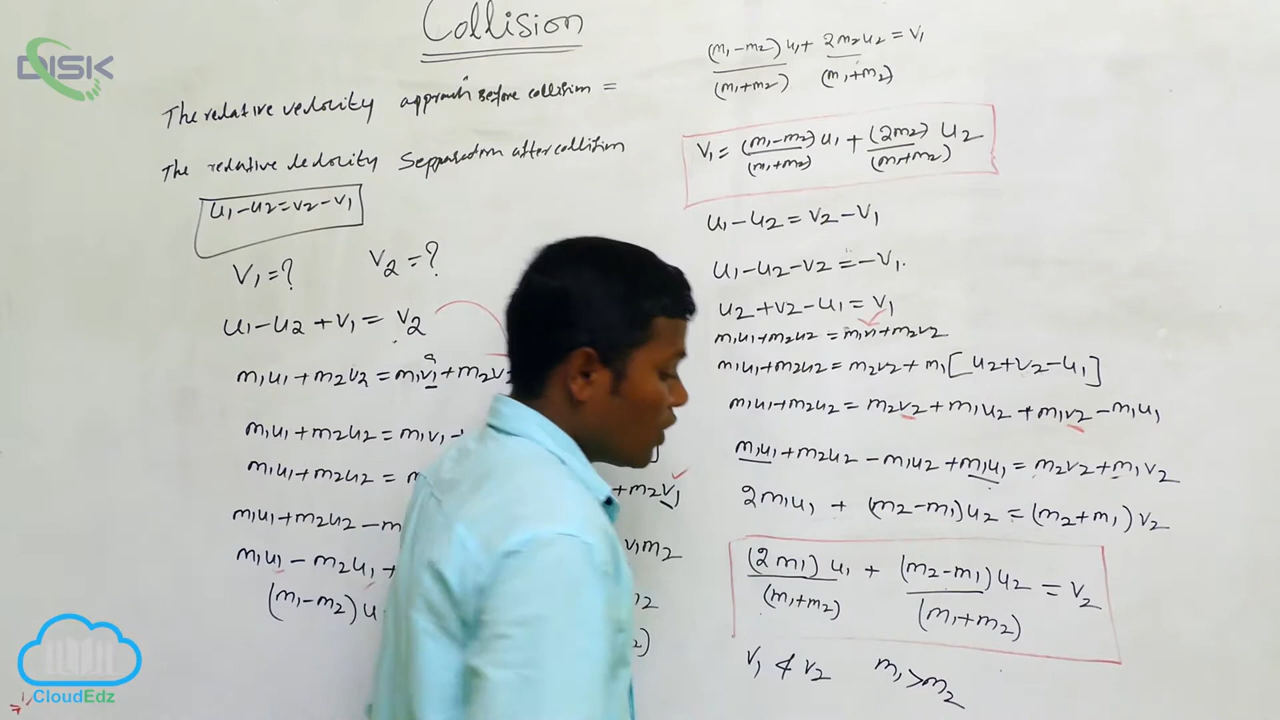 Collision
DISK
The relative velocity approach before collision =
The relative velocity Sepparation after collision
u₁-u₂=v₂-v₁
V₁=? V₂=?
u₁-u₂+v₁= v₂
m₁u₁+m₂v₂=m₁v₁+m₂v
m₁u₁+m₂u₂=m₁v₁
m₁u₁+m₂u₂=m +m₂v₁
m₁u₁+m₂u₂-m v₁m₂
m₁u₁-m₂u₁+
(m₁-m₂)u
(m₁-m₂)u₁+ 2m₂u₂=v₁
(m₁+m₂) (m₁+m₂)
V₁= (m₁-m₂)u₁+(2m₂) u₂
(m₁+m₂) (m₁+m₂)
u₁-u₂=v₂-v₁
u₁-u₂-v₂=-v₁.
u₂+v₂-u₁=v₁
m₁u₁+m₂u₂=m₁v₁+m₂v₂
m₁u₁+m₂u₂=m₂v₂+m₁[u₂+v₂-u₁]
m₁u₁+m₂u₂=m₂v₂+m₁u₂+m₁v₂-m₁u₁
m₁u₁+m₂u₂-m₁u₂+m₁u₁=m₂v₂+m₁v₂
2m₁u₁+(m₂-m₁)u₂=(m₂+m₁)v₂
(2m₁)u₁+(m₂-m₁)u₂=v₂
(m₁+m₂) (m₁+m₂)
V₁ & v₂ m₁>m₂
CloudEdz